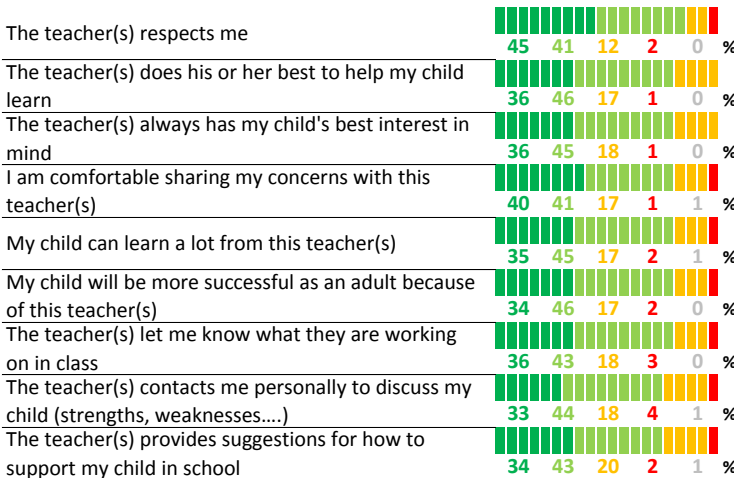 The teacher(s) respects me
45 41 12 2 0 %
The teacher(s) does his or her best to help my child
learn
36 46 17 1 0 %
The teacher(s) always has my child's best interest in
mind
36 45 18 1 0 %
I am comfortable sharing my concerns with this
teacher(s)
40 41 17 1 1 %
My child can learn a lot from this teacher(s)
35 45 17 2 1 %
My child will be more successful as an adult because
of this teacher(s)
34 46 17 2 0 %
The teacher(s) let me know what they are working
on in class
36 43 18 3 0 %
The teacher(s) contacts me personally to discuss my
child (strengths, weaknesses….)
33 44 18 4 1 %
The teacher(s) provides suggestions for how to
support my child in school
34 43 20 2 1 %